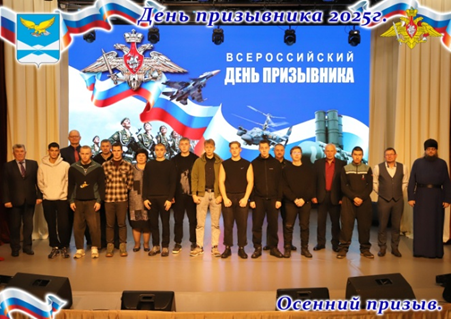 День призывника 2025г.
ВСЕРОССИЙСКИЙ
ДЕНЬ ПРИЗЫВНИКА
Осенний призыв.